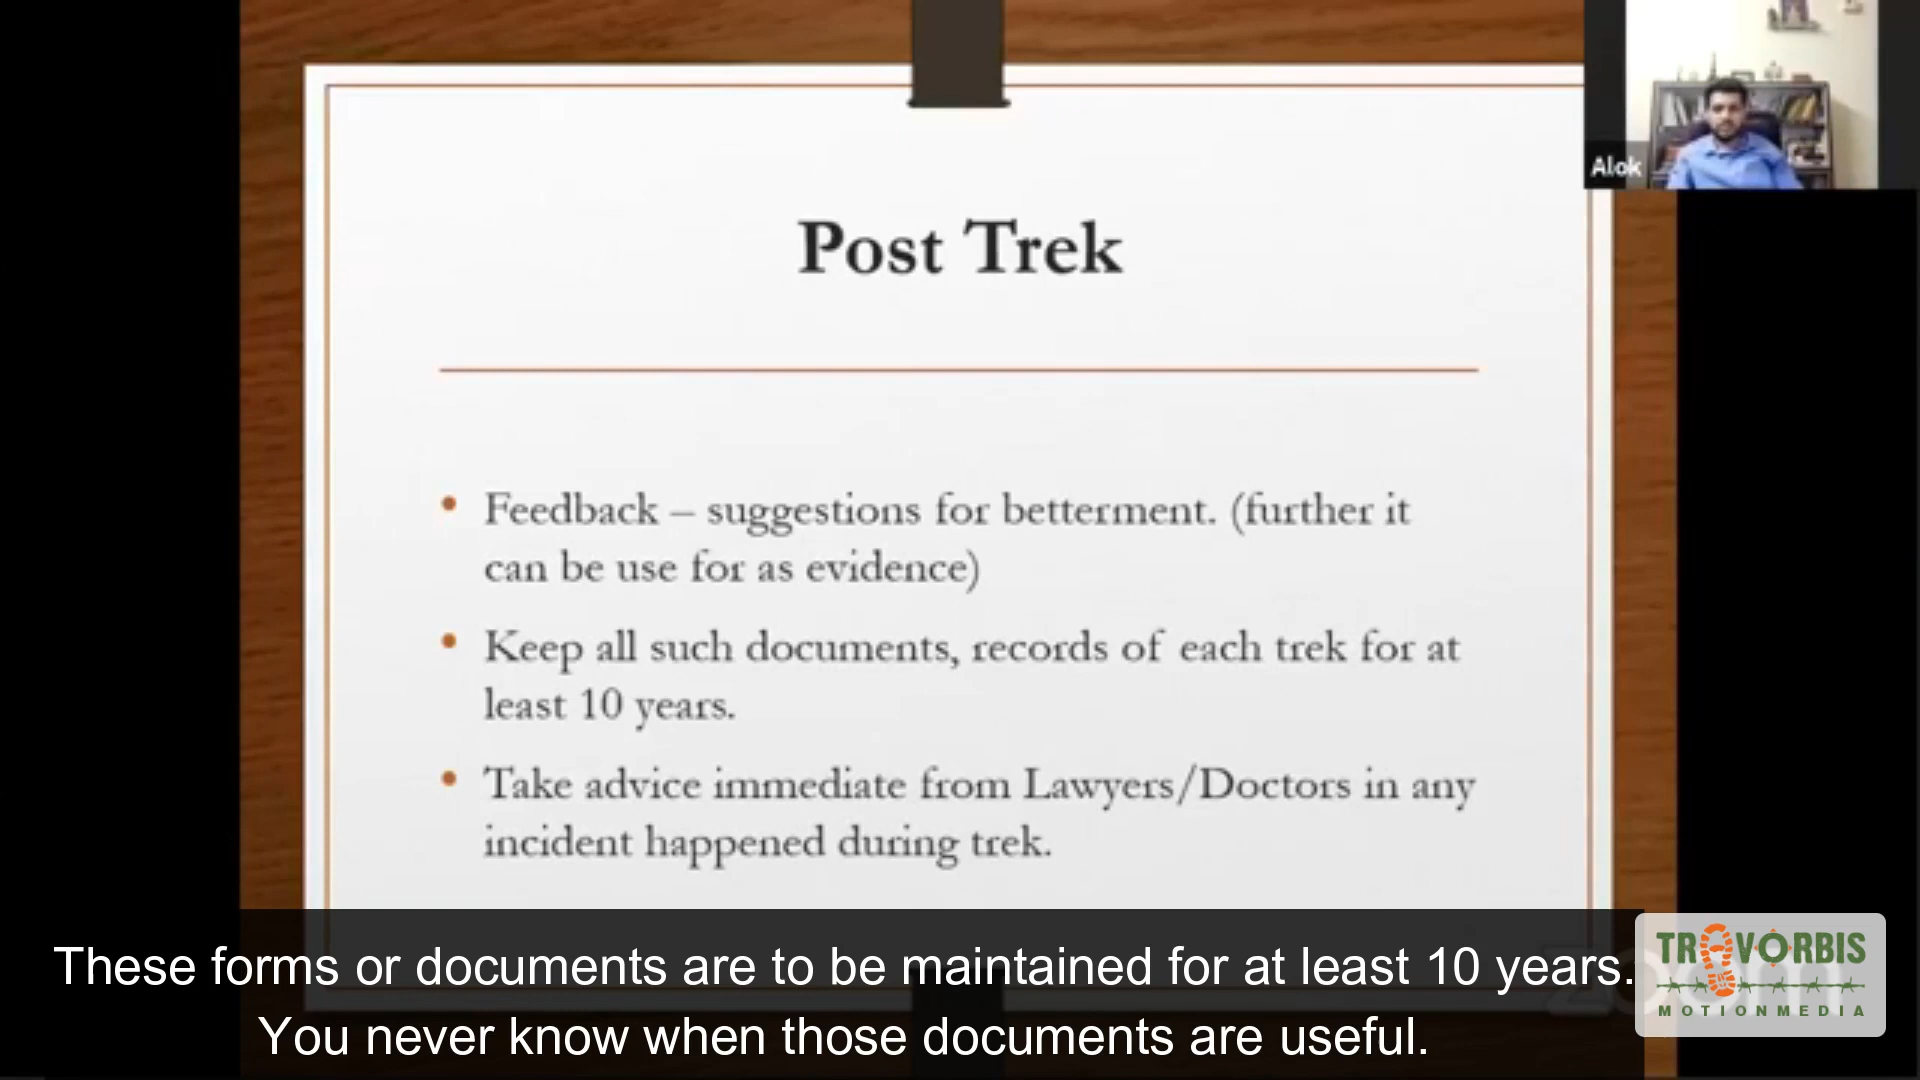 Alok
Post Trek
• Feedback – suggestions for betterment. (further it
can be use for as evidence)
• Keep all such documents, records of each trek for at
least 10 years.
• Take advice immediate from Lawyers/Doctors in any
incident happened during trek.
These forms or documents are to be maintained for at least 10 years.
You never know when those documents are useful.
zoom
TRAVORBIS
MOTIONMEDIA